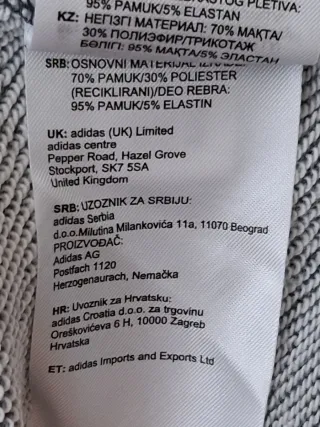 PLETIVA:
95% PAMUK/5% ELASTAN
KZ: НЕГІЗГІ МАТЕРИАЛ: 70% МАҚТА/
30% ПОЛИЭФИР/ТРИКОТАЖ
БӨЛІГІ: 95% МАҚТА/5% ЭЛАСТАН
SRB: OSNOVNI MATERIJAL
70% PAMUK/30% POLIESTER
(RECIKLIRANI)/DEO REBRA:
95% PAMUK/5% ELASTIN
UK: adidas (UK) Limited
adidas centre
Pepper Road, Hazel Grove
Stockport, SK7 5SA
United Kingdom
SRB: UZOZNIK ZA SRBIJU:
adidas Serbia
d.o.o.Milutina Milankovića 11a, 11070 Beograd
PROIZVOĐAČ:
Adidas AG
Postfach 1120
Herzogenaurach, Nemačka
HR: Uvoznik za Hrvatsku:
adidas Croatia d.o.o. za trgovinu
Oreškovićeva 6 H, 10000 Zagreb
Hrvatska
ET: adidas Imports and Exports Ltd